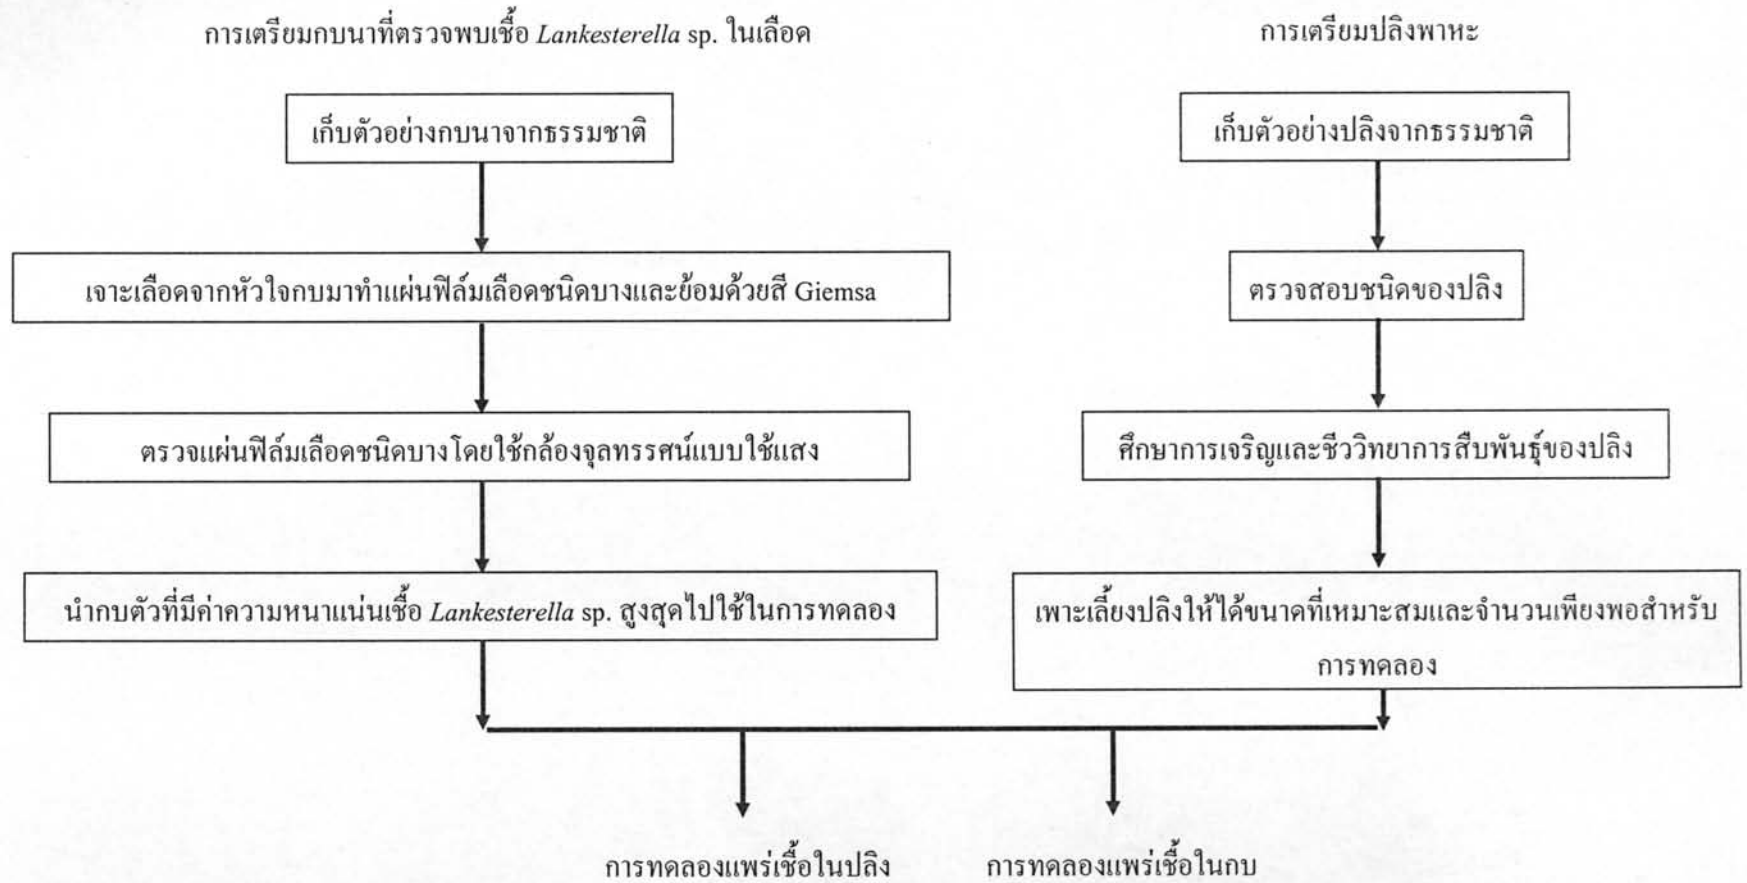 การเตรียมกบนาที่ตรวจพบเชื้อ Lankesterella sp. ในเลือด
การเตรียมปลิงพาหะ
เก็บตัวอย่างกบนาจากธรรมชาติ
เก็บตัวอย่างปลิงจากธรรมชาติ
เจาะเลือดจากหัวใจกบมาทำแผ่นฟิล์มเลือดชนิดบางและย้อมด้วยสี Giemsa
ตรวจสอบชนิดของปลิง
ตรวจแผ่นฟิล์มเลือดชนิดบางโดยใช้กล้องจุลทรรศน์แบบใช้แสง
ศึกษาการเจริญและชีววิทยาการสืบพันธุ์ของปลิง
นำกบตัวที่มีค่าความหนาแน่นเชื้อ Lankesterella sp. สูงสุดไปใช้ในการทดลอง
เพาะเลี้ยงปลิงให้ได้ขนาดที่เหมาะสมและจำนวนเพียงพอสำหรับ
การทดลอง
การทดลองแพร่เชื้อในปลิง
การทดลองแพร่เชื้อในกบ